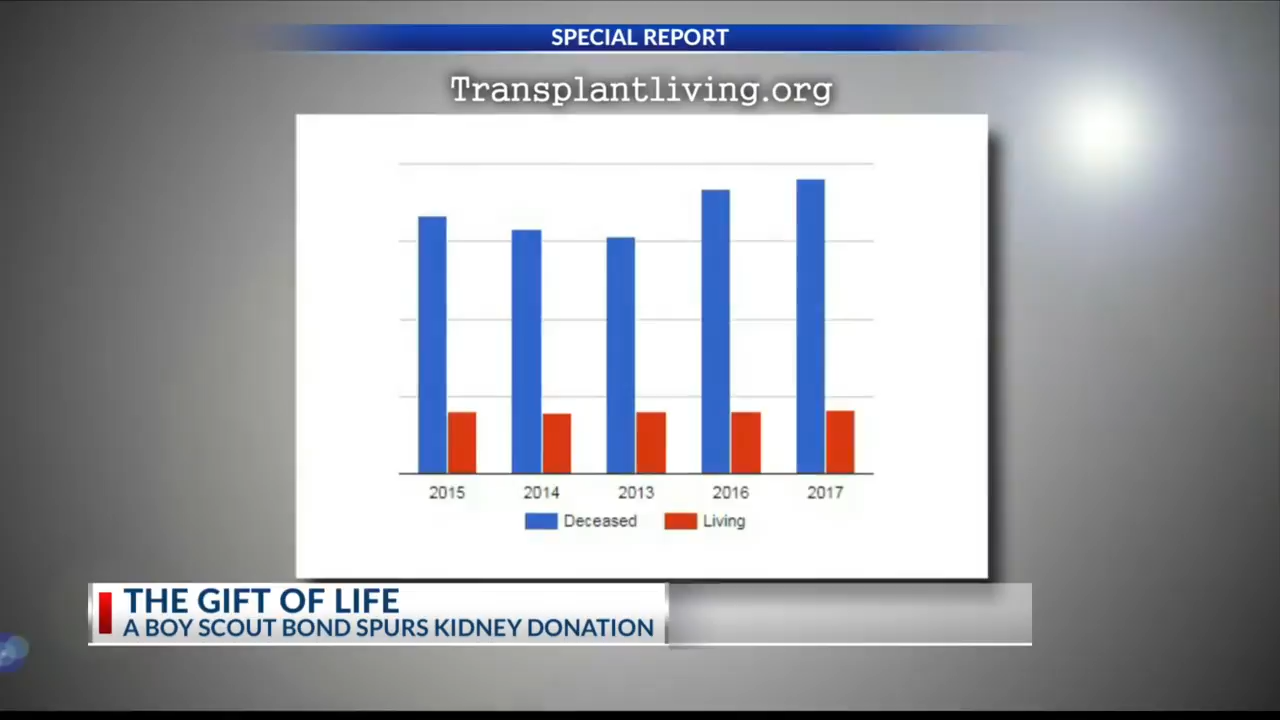 SPECIAL REPORT
Transplantliving.org
2015 2014 2013 2016 2017
Deceased Living
THE GIFT OF LIFE
A BOY SCOUT BOND SPURS KIDNEY DONATION